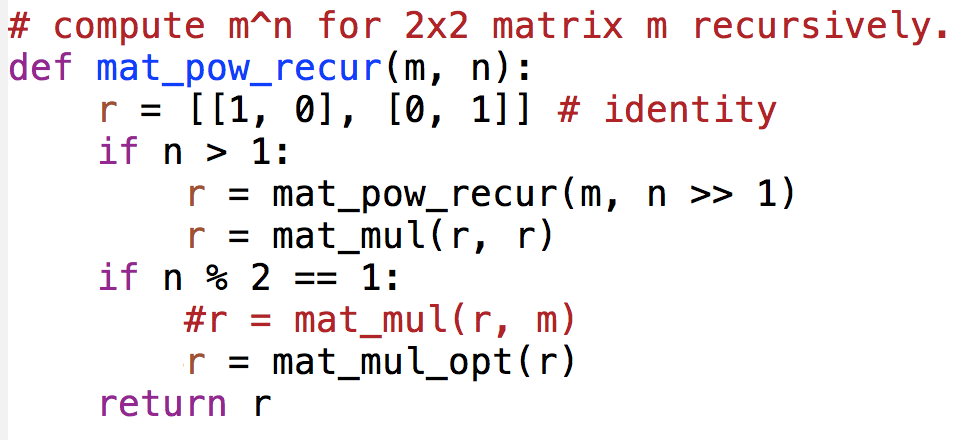 # compute m^n for 2x2 matrix m recursively.
def mat_pow_recur(m, n):
    r = [[1, 0], [0, 1]] # identity
    if n > 1:
        r = mat_pow_recur(m, n >> 1)
        r = mat_mul(r, r)
    if n % 2 == 1:
        #r = mat_mul(r, m)
        r = mat_mul_opt(r)
    return r